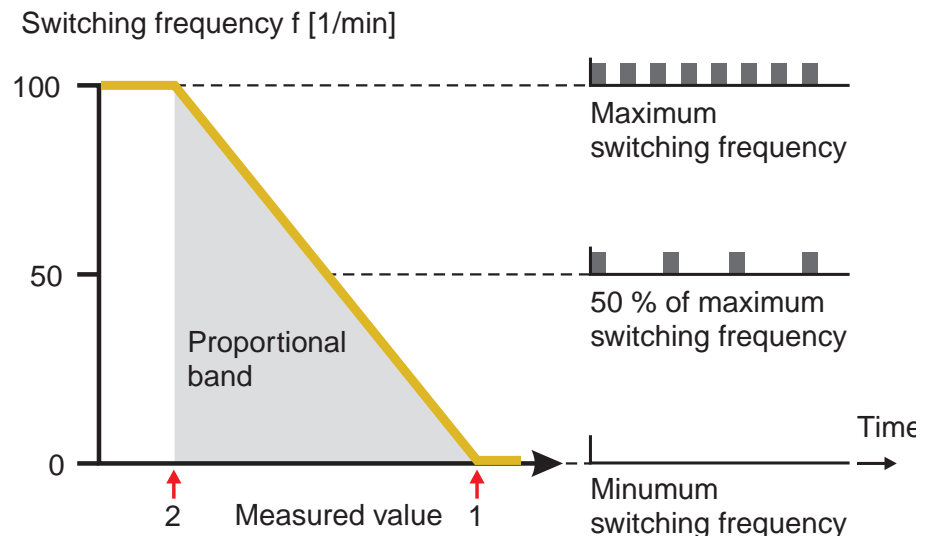 Switching frequency f [1/min]
100
Maximum
switching frequency
50
50 % of maximum
switching frequency
Proportional
band
Time
0
2 Measured value 1
Minumum
switching frequency